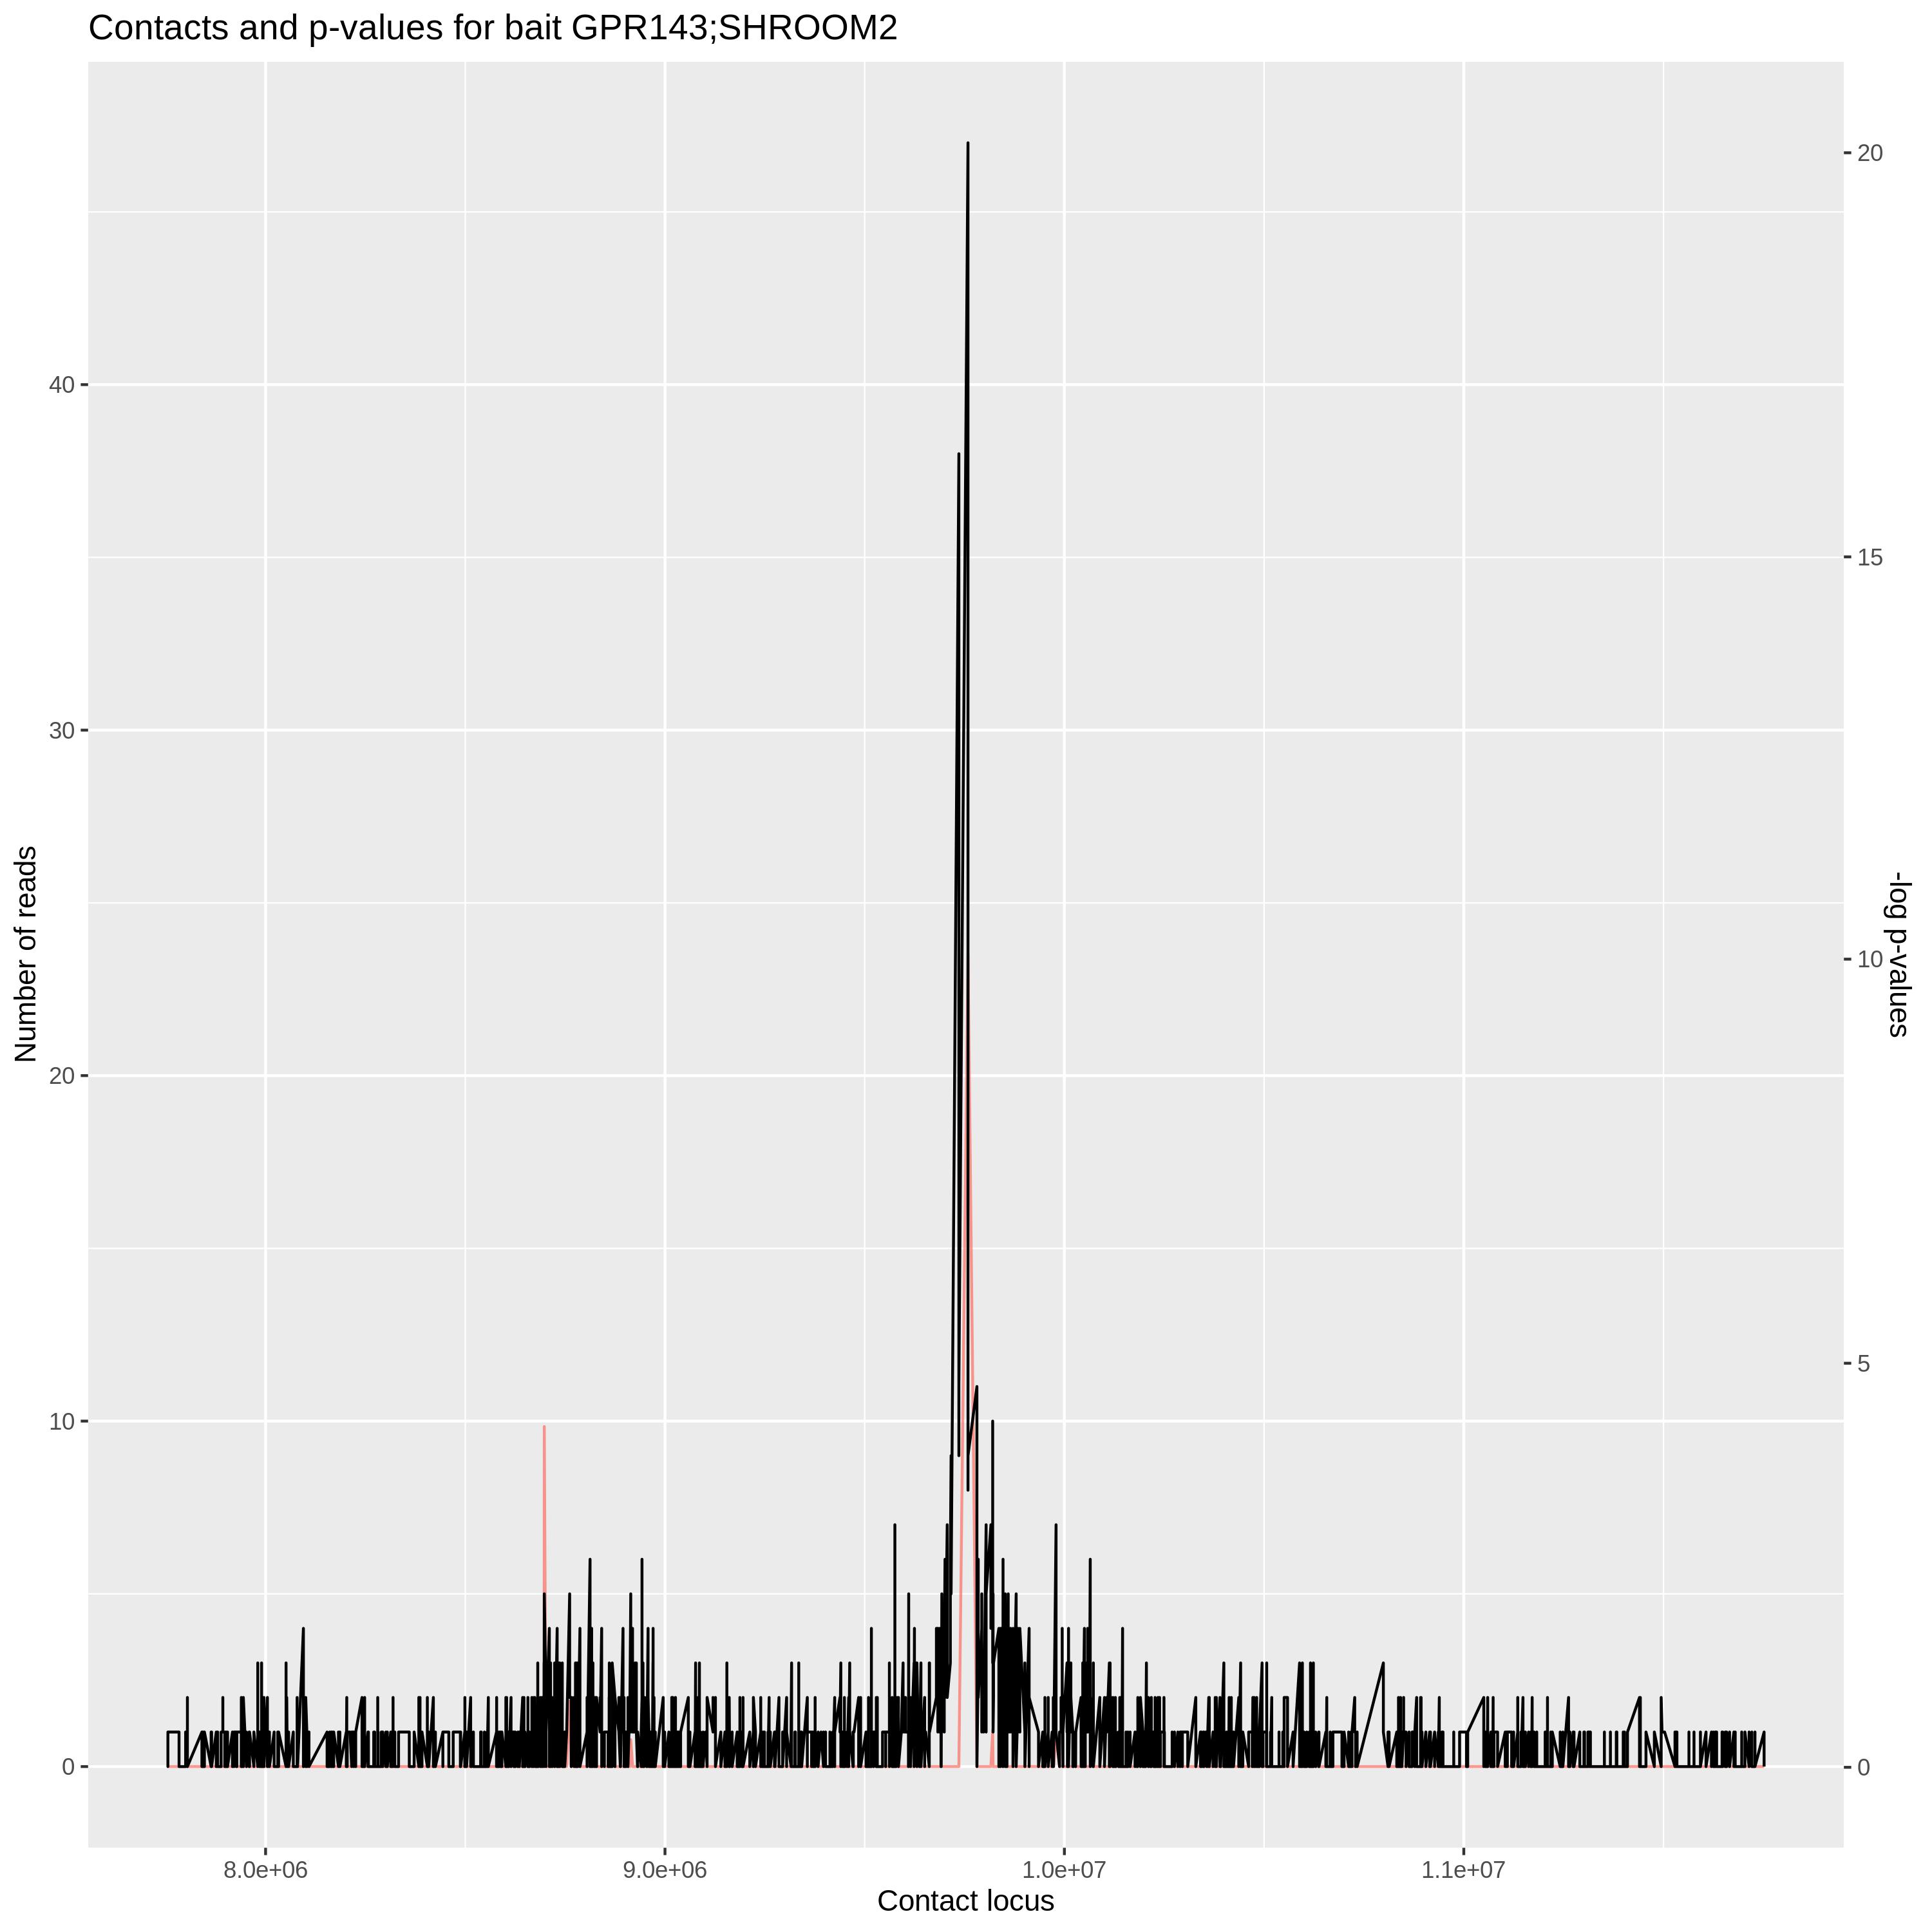 Contacts and p-values for bait GPR143;SHROOM2
Number of reads
40
30
20
10
0
20
15
10
5
0
-log p-values
8.0e+06 9.0e+06 1.0e+07 1.1e+07
Contact locus